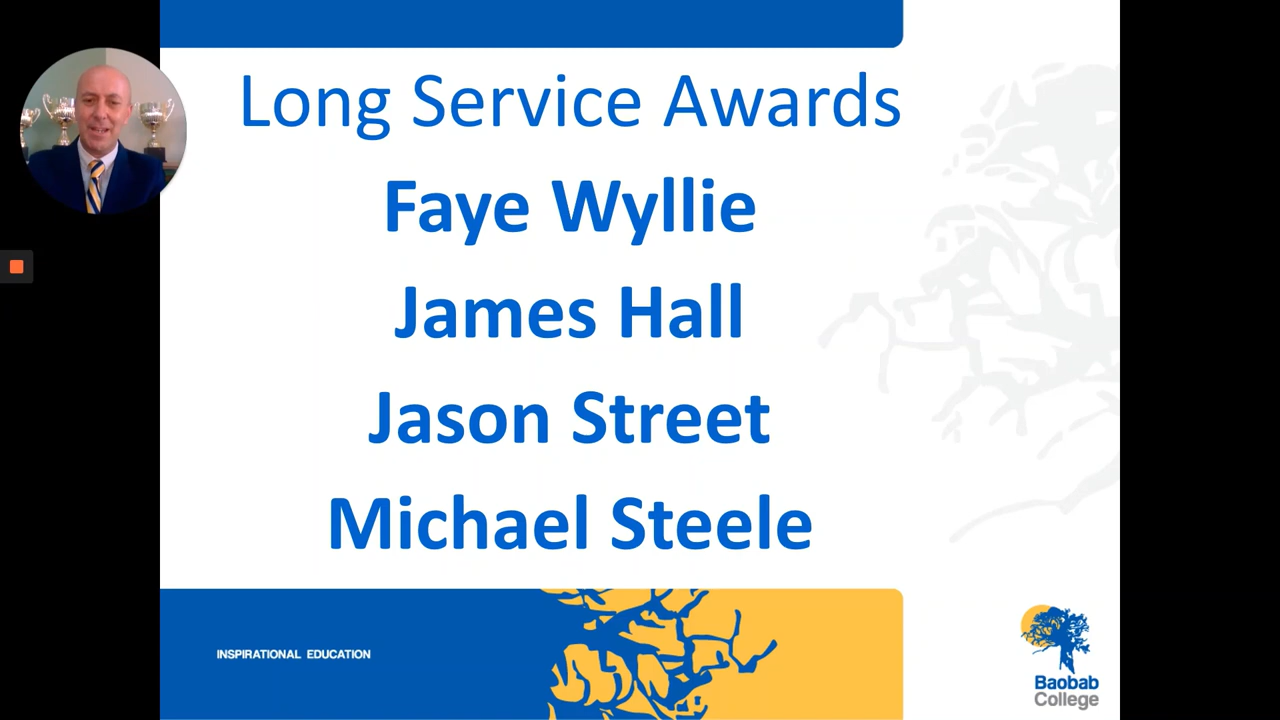 Long Service Awards
Faye Wyllie
James Hall
Jason Street
Michael Steele
INSPIRATIONAL EDUCATION
Baobab
College